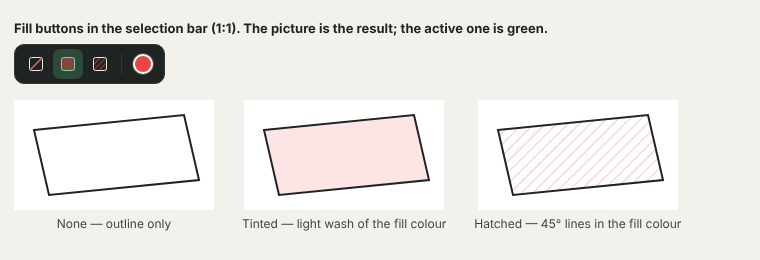 Fill buttons in the selection bar (1:1). The picture is the result; the active one is green.
None — outline only
Tinted — light wash of the fill colour
Hatched — 45° lines in the fill colour